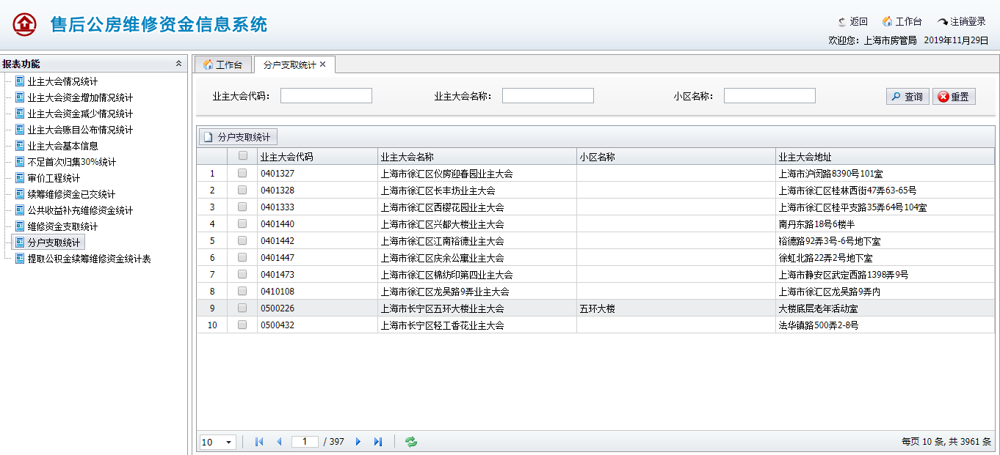 售后公房维修资金信息系统
返回 工作台 注销登录
欢迎您：上海市房管局 2019年11月29日
报表功能
业主大会情况统计
业主大会资金增加情况统计
业主大会资金减少情况统计
业主大会账目公布情况统计
业主大会基本信息
不足首次归集30%统计
审价工程统计
续筹维修资金已交统计
公共收益补充维修资金统计
维修资金支取统计
分户支取统计
提取公积金续筹维修资金统计表
工作台 分户支取统计
业主大会代码： 业主大会名称： 小区名称： 查询 重置
分户支取统计
业主大会代码 业主大会名称 小区名称 业主大会地址
1 0401327 上海市徐汇区仪房迎春园业主大会 上海市沪闵路8390号101室
2 0401328 上海市徐汇区长丰坊业主大会 上海市徐汇区桂林西街47弄63-65号
3 0401333 上海市徐汇区西樱花园业主大会 上海市徐汇区桂平支路35弄64号104室
4 0401440 上海市徐汇区兴都大楼业主大会 南丹东路18号6楼半
5 0401442 上海市徐汇区江南裕德业主大会 裕德路92弄3号-6号地下室
6 0401447 上海市徐汇区庆余公寓业主大会 徐虹北路22弄2号地下室
7 0401473 上海市徐汇区棉纺印第四业主大会 上海市静安区武定西路1398弄9号
8 0410108 上海市徐汇区龙吴路9弄业主大会 上海市徐汇区龙吴路9弄内
9 0500226 上海市长宁区五环大楼业主大会 五环大楼 大楼底层老年活动室
10 0500432 上海市长宁区轻工香花业主大会 法华镇路500弄2-8号
10 1 / 397 每页 10 条, 共 3961 条